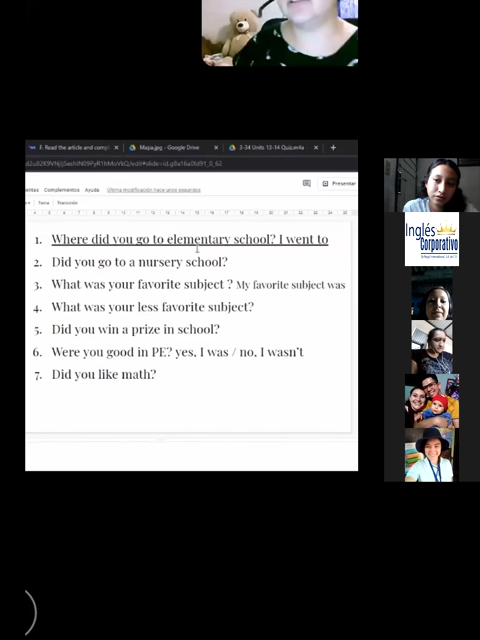 F. Read the article and compl
Mapa.jpg - Google Drive
3-34 Units 13-14 Quiz.m4a
Complementos
Ayuda
Última modificación hace unos segundos
Presentar
Tema
Transición
1. Where did you go to elementary school? I went to
2. Did you go to a nursery school?
3. What was your favorite subject ? My favorite subject was
4. What was your less favorite subject?
5. Did you win a prize in school?
6. Were you good in PE? yes, I was / no, I wasn't
7. Did you like math?
Inglés
Corporativo